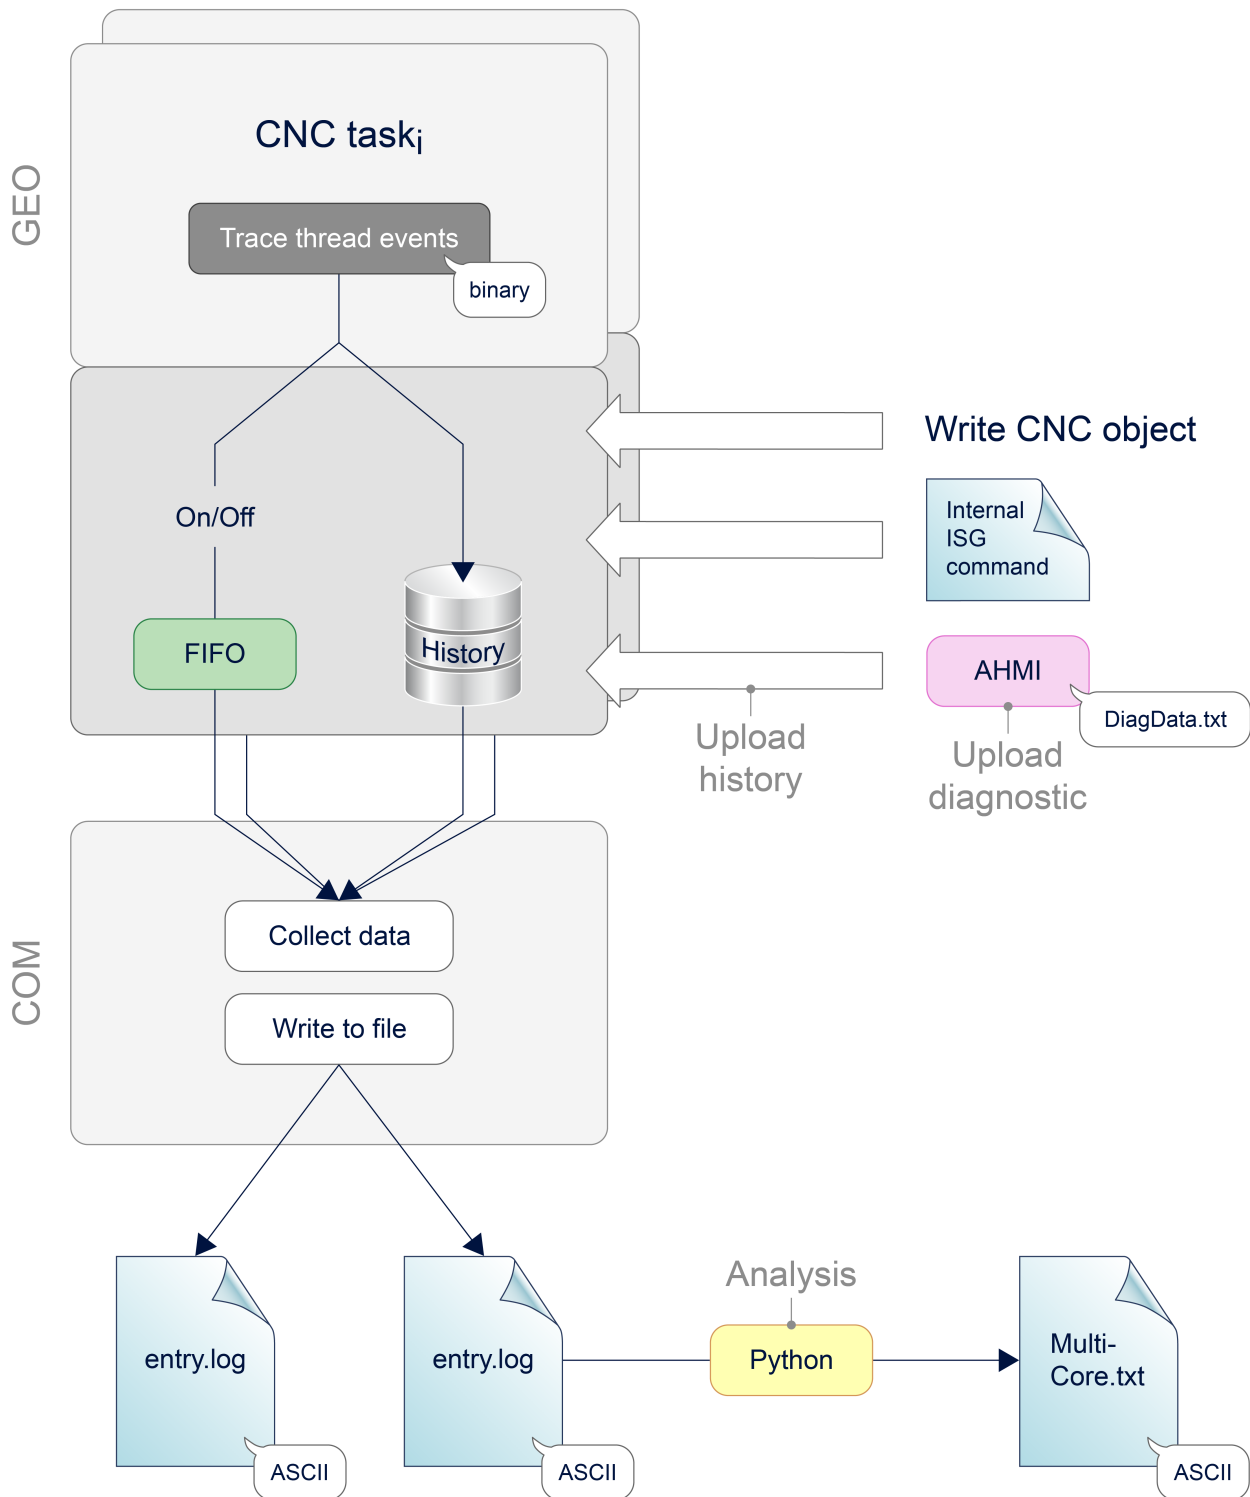 GEO
CNC taskᵢ
Trace thread events
binary
On/Off
FIFO
History
Write CNC object
Internal
ISG
command
AHMI
DiagData.txt
Upload
history
Upload
diagnostic
COM
Collect data
Write to file
entry.log
ASCII
entry.log
ASCII
Analysis
Python
Multi-
Core.txt
ASCII